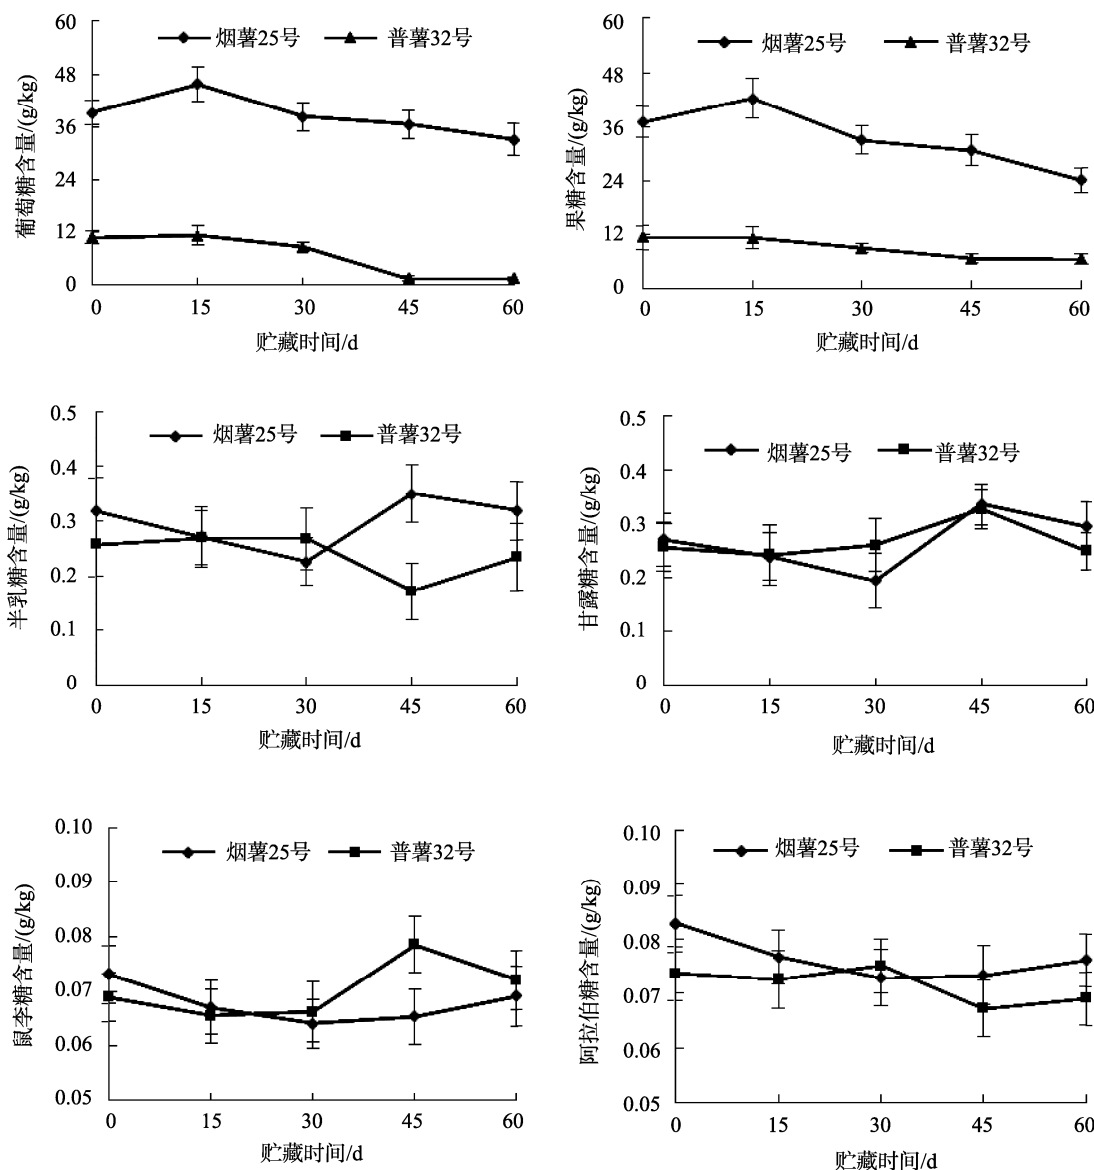 烟薯25号 普薯32号
葡萄糖含量/(g/kg)
60
48
36
24
12
0
0 15 30 45 60
贮藏时间/d
烟薯25号 普薯32号
果糖含量/(g/kg)
60
48
36
24
12
0
0 15 30 45 60
贮藏时间/d
烟薯25号 普薯32号
半乳糖含量/(g/kg)
0.5
0.4
0.3
0.2
0.1
0
0 15 30 45 60
贮藏时间/d
烟薯25号 普薯32号
甘露糖含量/(g/kg)
0.5
0.4
0.3
0.2
0.1
0
0 15 30 45 60
贮藏时间/d
烟薯25号 普薯32号
鼠李糖含量/(g/kg)
0.10
0.09
0.08
0.07
0.06
0.05
0 15 30 45 60
贮藏时间/d
烟薯25号 普薯32号
阿拉伯糖含量/(g/kg)
0.10
0.09
0.08
0.07
0.06
0.05
0 15 30 45 60
贮藏时间/d